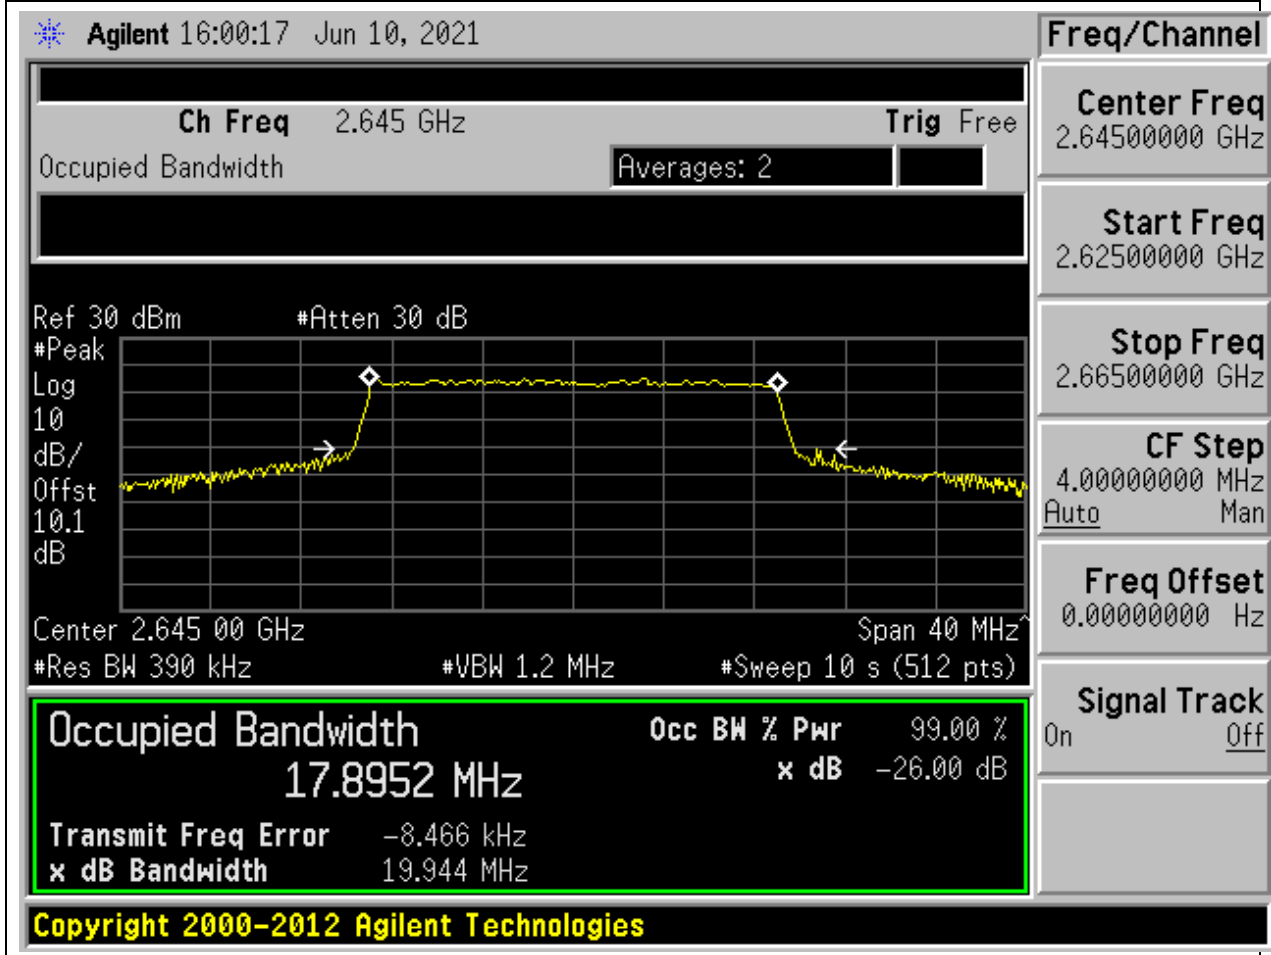 Agilent 16:00:17 Jun 10, 2021
Freq/Channel
Ch Freq 2.645 GHz Trig Free
Occupied Bandwidth Averages: 2
Center Freq
2.64500000 GHz
Start Freq
2.62500000 GHz
Stop Freq
2.66500000 GHz
CF Step
4.00000000 MHz
Auto Man
Freq Offset
0.00000000 Hz
Signal Track
On Off
Ref 30 dBm #Atten 30 dB
#Peak
Log
10
dB/
Offst
10.1
dB
Center 2.645 00 GHz Span 40 MHz^
#Res BW 390 kHz #VBW 1.2 MHz #Sweep 10 s (512 pts)
Occupied Bandwidth Occ BW % Pwr 99.00 %
17.8952 MHz x dB -26.00 dB
Transmit Freq Error -8.466 kHz
x dB Bandwidth 19.944 MHz
Copyright 2000-2012 Agilent Technologies